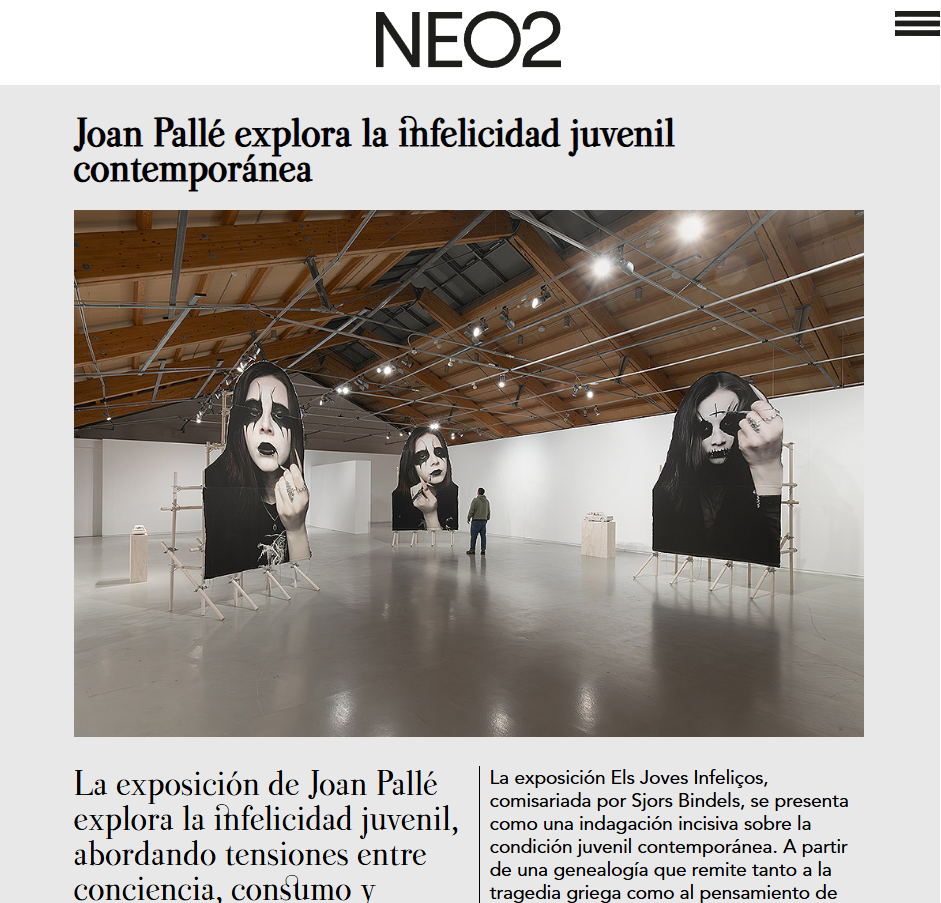 NEO2
Joan Pallé explora la infelicidad juvenil
contemporánea
La exposición de Joan Pallé
explora la infelicidad juvenil,
abordando tensiones entre
conciencia, consumo y
La exposición Els Joves Infeliços,
comisariada por Sjors Bindels, se presenta
como una indagación incisiva sobre la
condición juvenil contemporánea. A partir
de una genealogía que remite tanto a la
tragedia griega como al pensamiento de